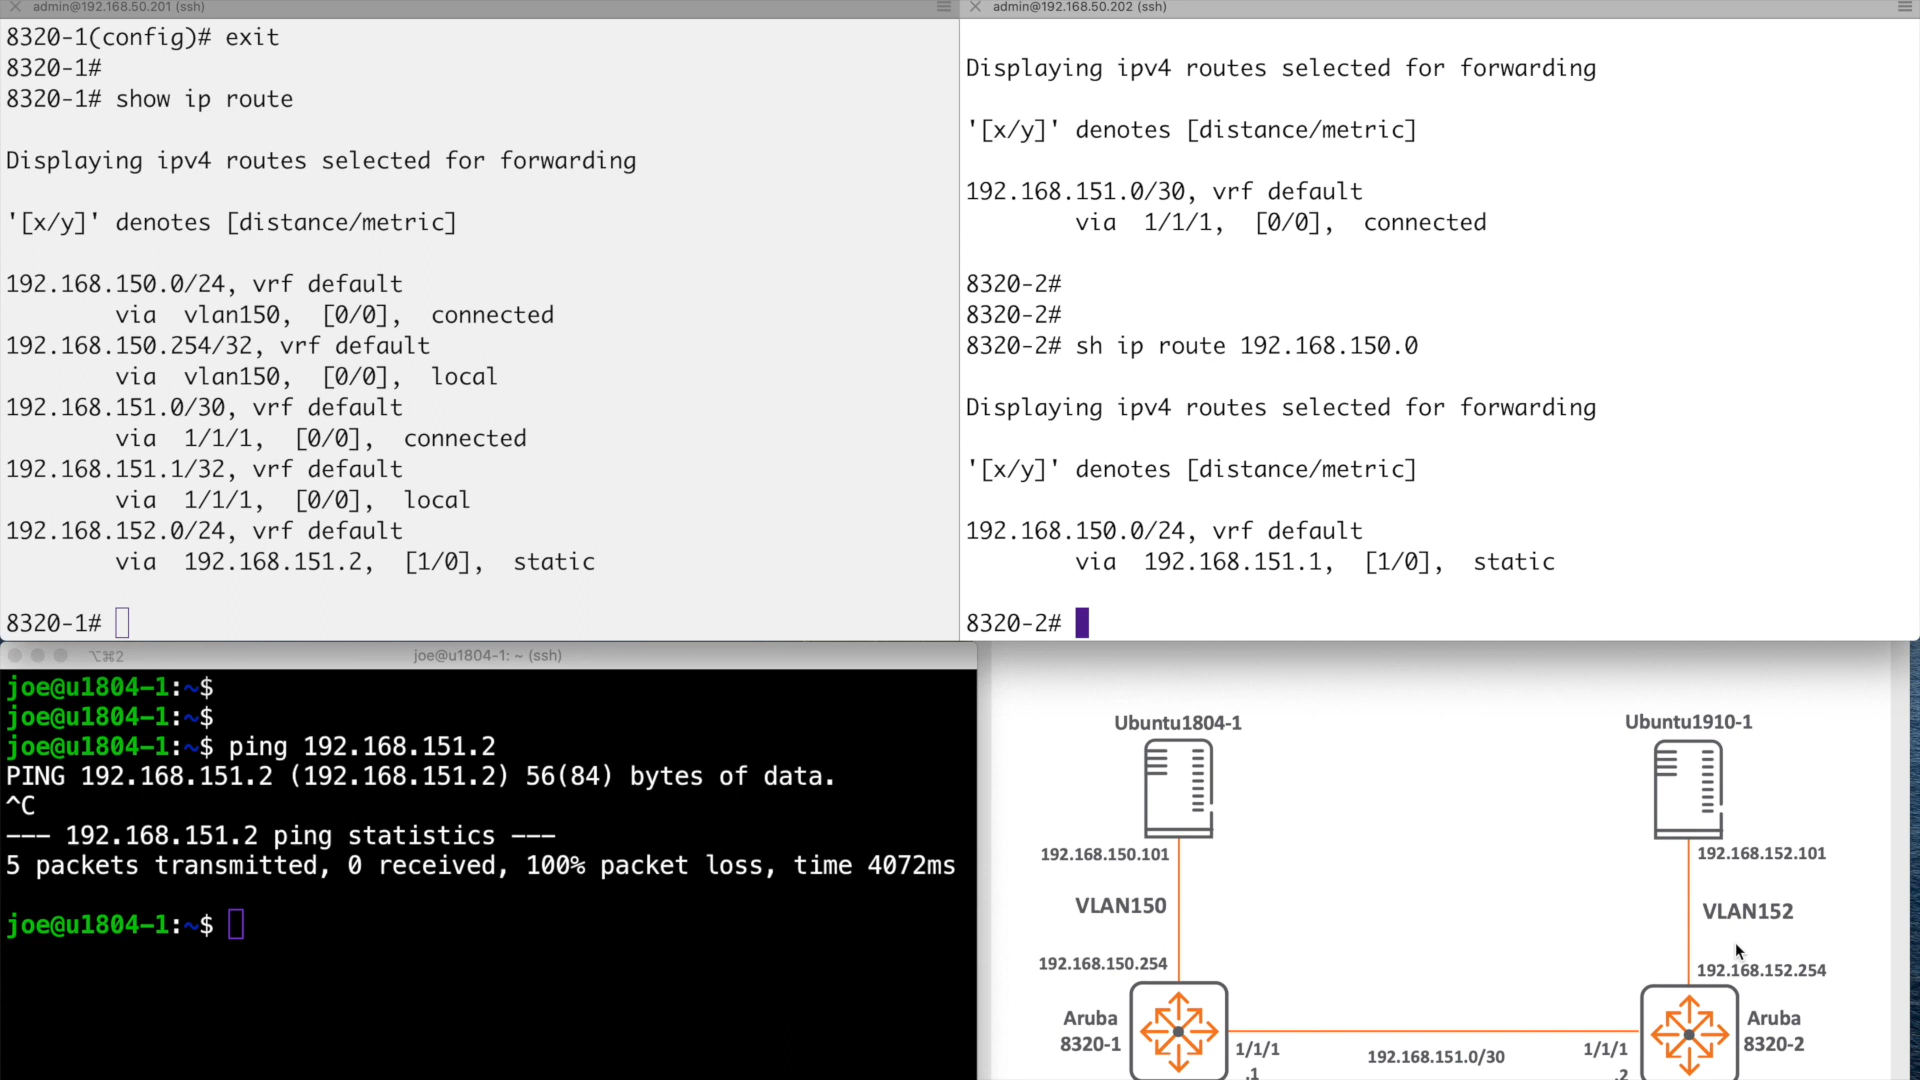 admin@192.168.50.201 (ssh)
8320-1(config)# exit
8320-1#
8320-1# show ip route
Displaying ipv4 routes selected for forwarding
'[x/y]' denotes [distance/metric]
192.168.150.0/24, vrf default
via vlan150, [0/0], connected
192.168.150.254/32, vrf default
via vlan150, [0/0], local
192.168.151.0/30, vrf default
via 1/1/1, [0/0], connected
192.168.151.1/32, vrf default
via 1/1/1, [0/0], local
192.168.152.0/24, vrf default
via 192.168.151.2, [1/0], static
8320-1#
admin@192.168.50.202 (ssh)
Displaying ipv4 routes selected for forwarding
'[x/y]' denotes [distance/metric]
192.168.151.0/30, vrf default
via 1/1/1, [0/0], connected
8320-2#
8320-2#
8320-2# sh ip route 192.168.150.0
Displaying ipv4 routes selected for forwarding
'[x/y]' denotes [distance/metric]
192.168.150.0/24, vrf default
via 192.168.151.1, [1/0], static
8320-2#
⌥⌘2
joe@u1804-1: ~ (ssh)
joe@u1804-1:~$
joe@u1804-1:~$
joe@u1804-1:~$ ping 192.168.151.2
PING 192.168.151.2 (192.168.151.2) 56(84) bytes of data.
^C
--- 192.168.151.2 ping statistics ---
5 packets transmitted, 0 received, 100% packet loss, time 4072ms
joe@u1804-1:~$
Ubuntu1804-1
Ubuntu1910-1
192.168.150.101
192.168.152.101
VLAN150
VLAN152
192.168.150.254
192.168.152.254
Aruba
8320-1
Aruba
8320-2
1/1/1
192.168.151.0/30
1/1/1
.1
.2